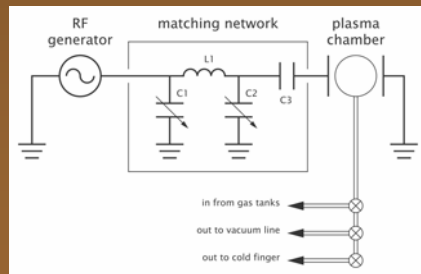 RF
generator
matching network
plasma
chamber
L1
C1
C2
C3
in from gas tanks
out to vacuum line
out to cold finger